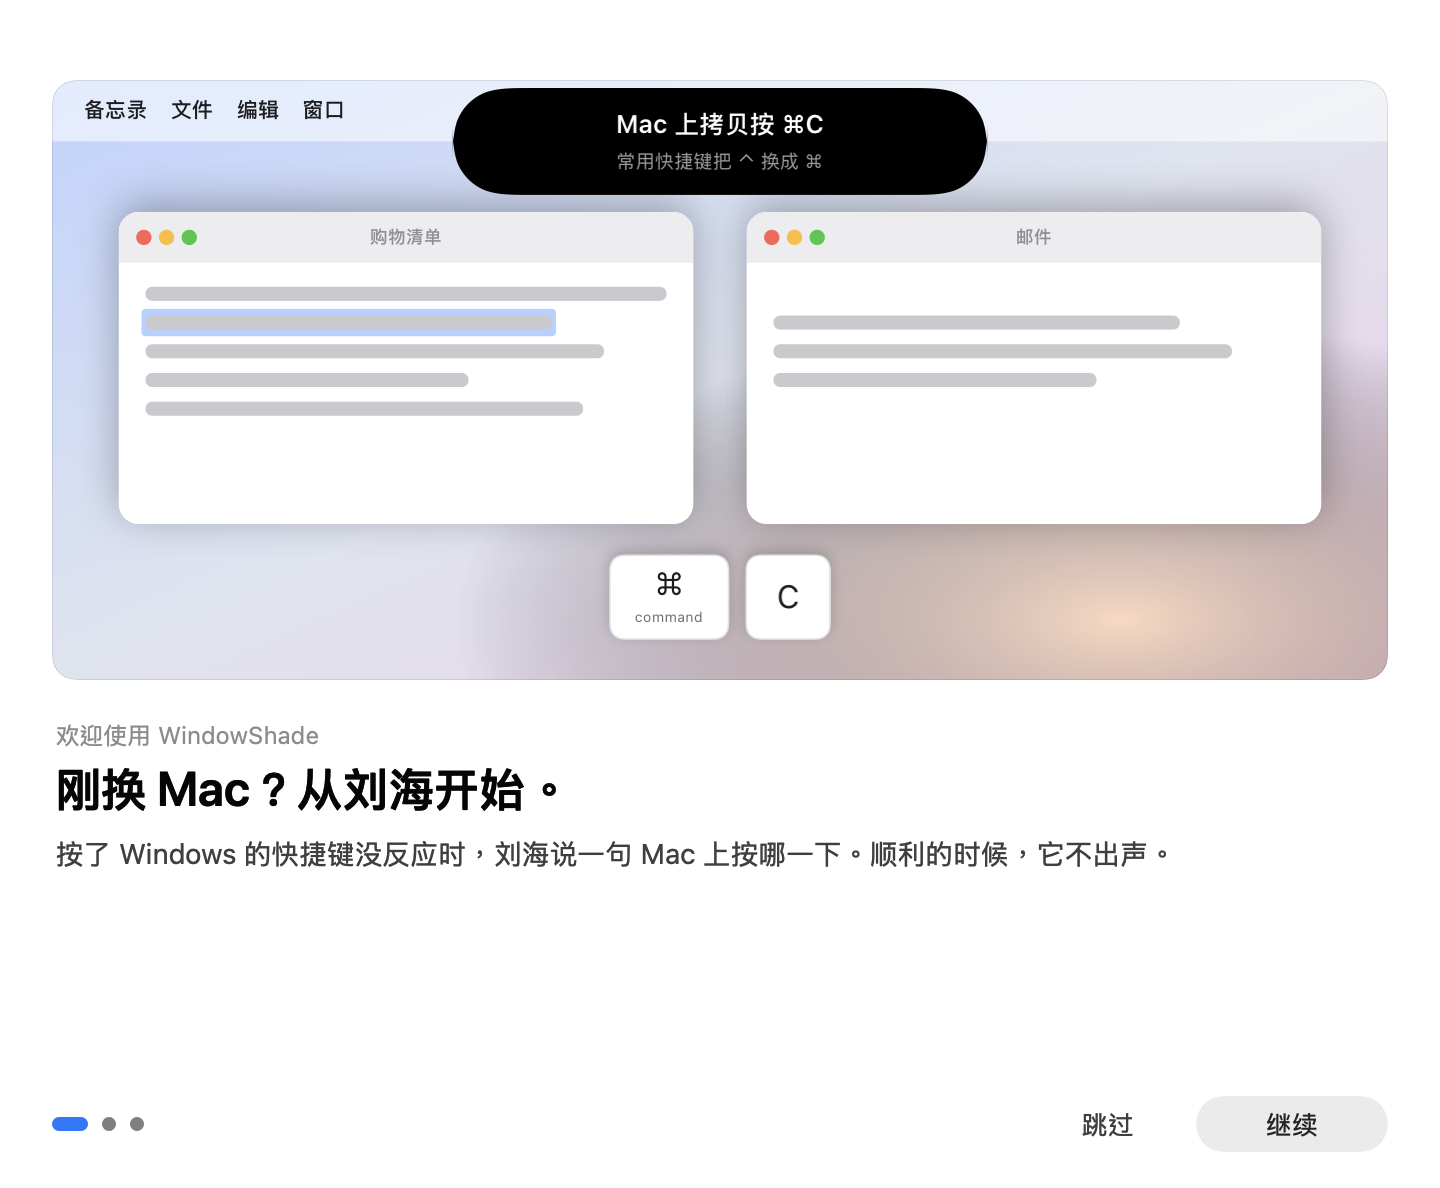 备忘录 文件 编辑 窗口
Mac 上拷贝按 ⌘C
常用快捷键把 ^ 换成 ⌘
购物清单
邮件
⌘
command
C
欢迎使用 WindowShade
刚换 Mac？从刘海开始。
按了 Windows 的快捷键没反应时，刘海说一句 Mac 上按哪一下。顺利的时候，它不出声。
跳过
继续